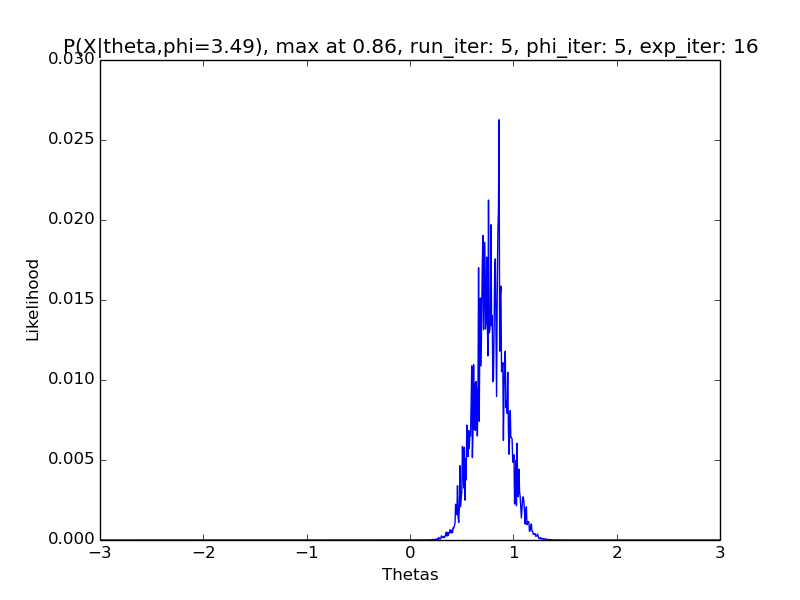 P(X|theta,phi=3.49), max at 0.86, run_iter: 5, phi_iter: 5, exp_iter: 16
0.030
0.025
0.020
0.015
0.010
0.005
0.000
Likelihood
−3 −2 −1 0 1 2 3
Thetas